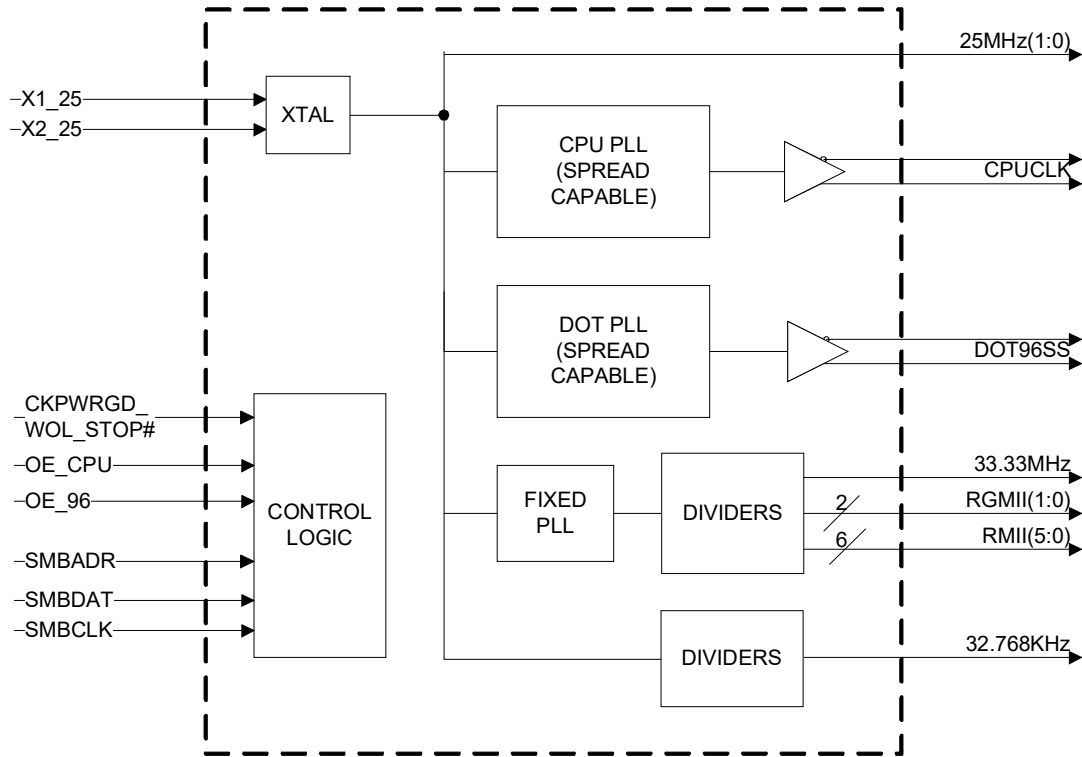 25MHz(1:0)
X1_25
X2_25
XTAL
CPU PLL
(SPREAD
CAPABLE)
CPUCLK
DOT PLL
(SPREAD
CAPABLE)
DOT96SS
CKPWRGD_
WOL_STOP#
OE_CPU
OE_96
SMBADR
SMBDAT
SMBCLK
CONTROL
LOGIC
FIXED
PLL
DIVIDERS
33.33MHz
2
RGMII(1:0)
6
RMII(5:0)
DIVIDERS
32.768KHz